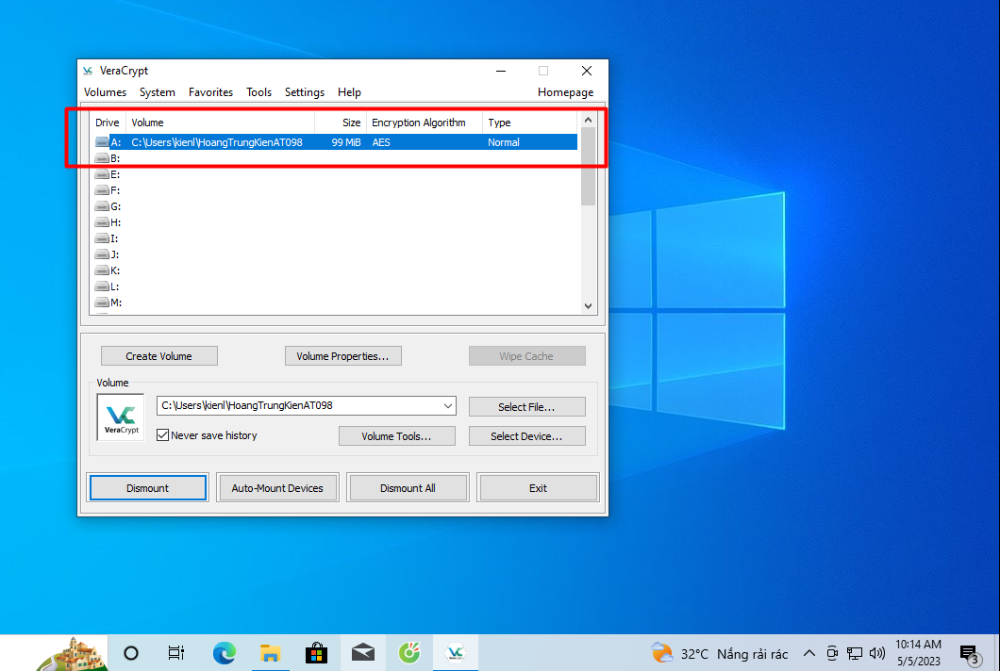 VeraCrypt
Volumes System Favorites Tools Settings Help Homepage
Drive Volume Size Encryption Algorithm Type
A: C:\Users\kienl\HoangTrungKienAT098 99 MiB AES Normal
B:
E:
F:
G:
H:
I:
J:
K:
L:
M:
Create Volume Volume Properties... Wipe Cache
Volume
VeraCrypt
C:\Users\kienl\HoangTrungKienAT098 Select File...
Never save history Volume Tools... Select Device...
Dismount Auto-Mount Devices Dismount All Exit
32°C Nắng rải rác
10:14 AM
5/5/2023
3